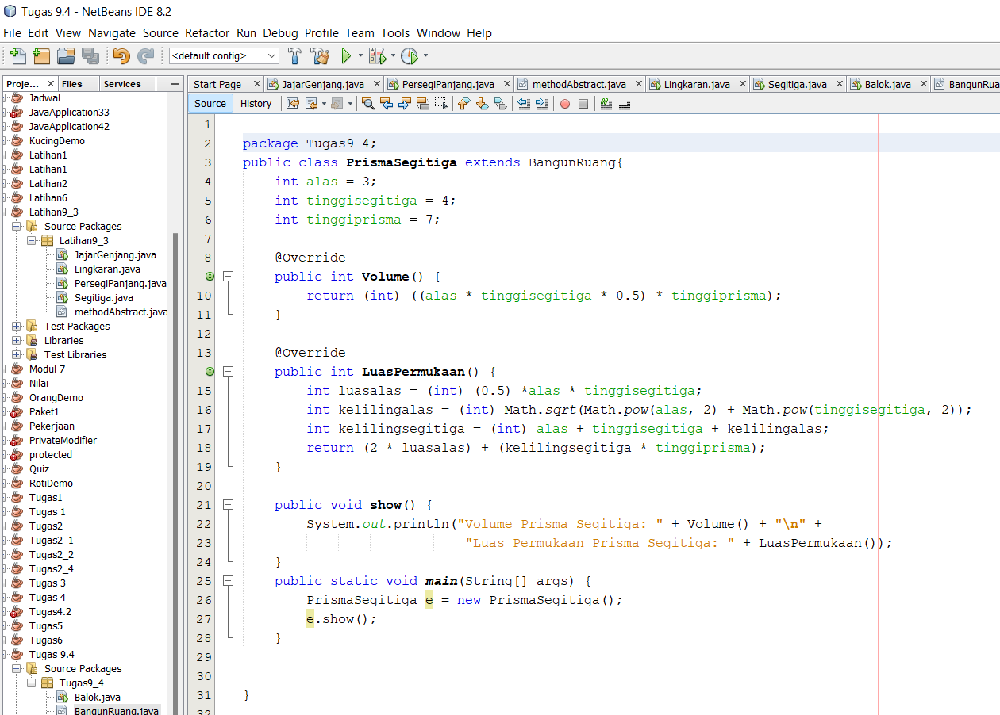 Tugas 9.4 - NetBeans IDE 8.2
File Edit View Navigate Source Refactor Run Debug Profile Team Tools Window Help
<default config>
Proje... × Files Services
Start Page × JajarGenjang.java × PersegiPanjang.java × methodAbstract.java × Lingkaran.java × Segitiga.java × Balok.java × BangunRua
Source History
Jadwal
JavaApplication33
JavaApplication42
KucingDemo
Latihan1
Latihan1
Latihan2
Latihan6
Latihan9_3
Source Packages
Latihan9_3
JajarGenjang.java
Lingkaran.java
PersegiPanjang.java
Segitiga.java
methodAbstract.java
Test Packages
Libraries
Test Libraries
Modul 7
Nilai
OrangDemo
Paket1
Pekerjaan
PrivateModifier
protected
Quiz
RotiDemo
Tugas1
Tugas 1
Tugas2
Tugas2_1
Tugas2_2
Tugas2_4
Tugas 3
Tugas 4
Tugas4.2
Tugas5
Tugas6
Tugas 9.4
Source Packages
Tugas9_4
Balok.java
BangunRuang.java
1
2 package Tugas9_4;
3 public class PrismaSegitiga extends BangunRuang{
4 int alas = 3;
5 int tinggisegitiga = 4;
6 int tinggiprisma = 7;
7
8 @Override
public int Volume() {
10 return (int) ((alas * tinggisegitiga * 0.5) * tinggiprisma);
11 }
12
13 @Override
public int LuasPermukaan() {
15 int luasalas = (int) (0.5) *alas * tinggisegitiga;
16 int kelilingalas = (int) Math.sqrt(Math.pow(alas, 2) + Math.pow(tinggisegitiga, 2));
17 int kelilingsegitiga = (int) alas + tinggisegitiga + kelilingalas;
18 return (2 * luasalas) + (kelilingsegitiga * tinggiprisma);
19 }
20
21 public void show() {
22 System.out.println("Volume Prisma Segitiga: " + Volume() + "\n" +
23 "Luas Permukaan Prisma Segitiga: " + LuasPermukaan());
24 }
25 public static void main(String[] args) {
26 PrismaSegitiga e = new PrismaSegitiga();
27 e.show();
28 }
29
30
31 }
32